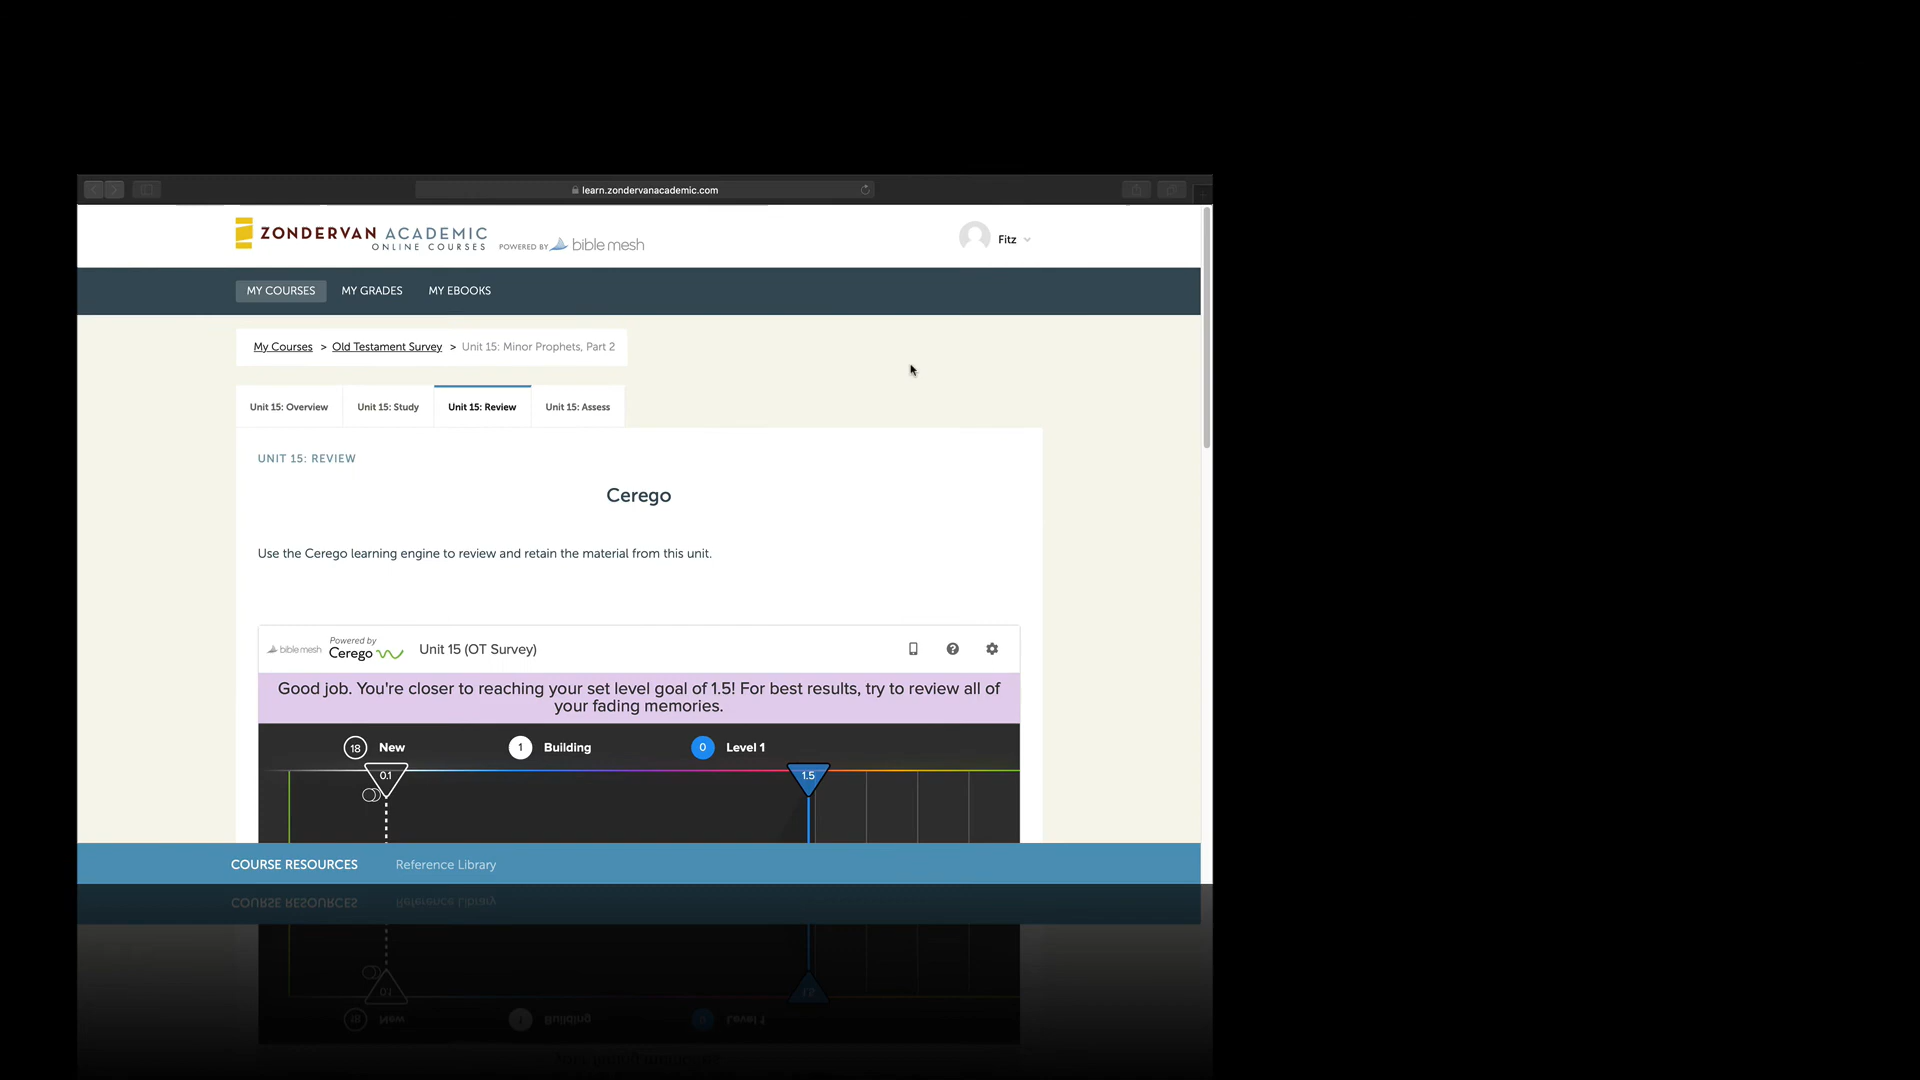 learn.zondervanacademic.com
ZONDERVAN ACADEMIC
ONLINE COURSES
POWERED BY bible mesh
Fitz
MY COURSES MY GRADES MY EBOOKS
My Courses > Old Testament Survey > Unit 15: Minor Prophets, Part 2
Unit 15: Overview Unit 15: Study Unit 15: Review Unit 15: Assess
UNIT 15: REVIEW
Cerego
Use the Cerego learning engine to review and retain the material from this unit.
bible mesh Powered by
Cerego Unit 15 (OT Survey)
Good job. You're closer to reaching your set level goal of 1.5! For best results, try to review all of
your fading memories.
18 New 1 Building 0 Level 1
0.1 1.5
COURSE RESOURCES Reference Library